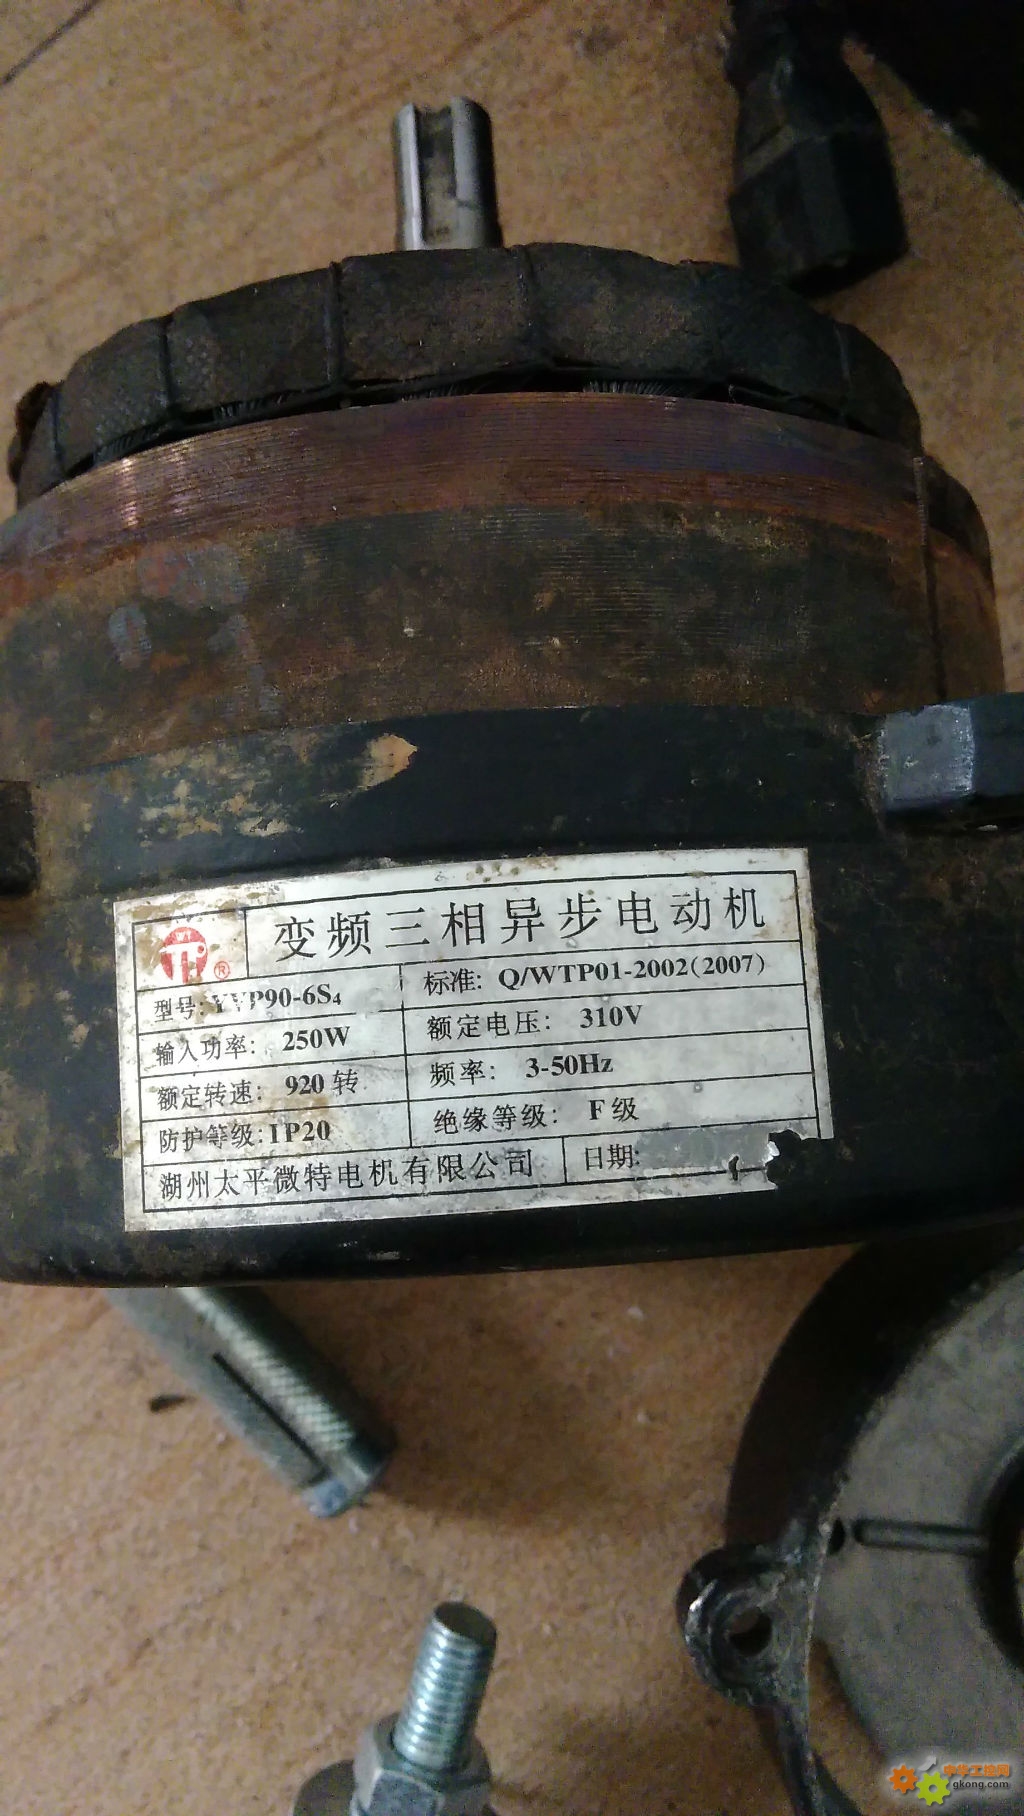 变频三相异步电动机
WT ®
型号: YVP90-6S4 标准: Q/WTP01-2002(2007)
输入功率: 250W 额定电压: 310V
额定转速: 920 转 频率: 3-50Hz
防护等级: IP20 绝缘等级: F 级
湖州太平微特电机有限公司 日期:
中华工控网
gkong.com